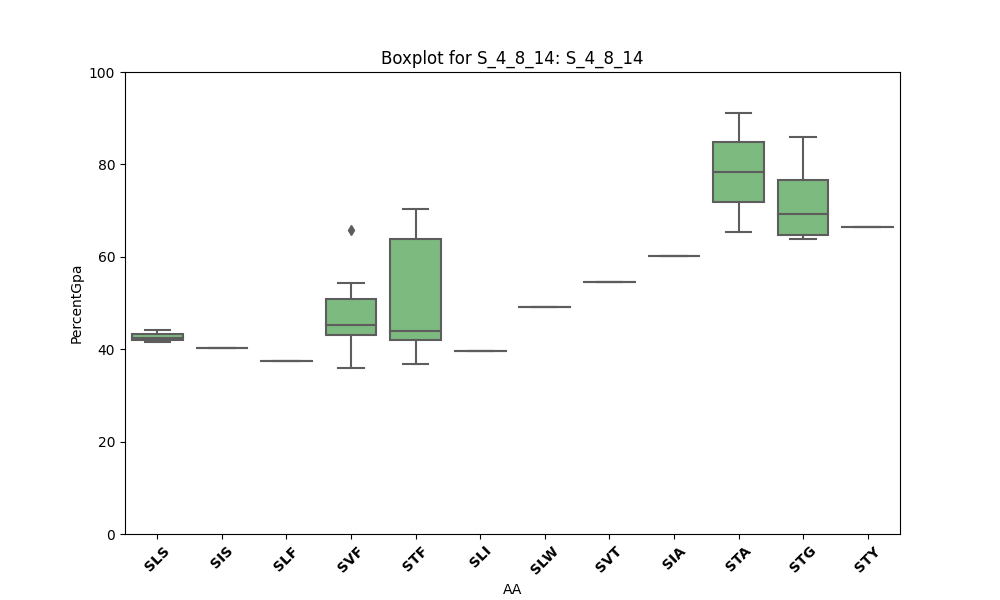 Boxplot for S_4_8_14: S_4_8_14
100
80
60
40
20
0
PercentGpa
SLS SIS SLF SVF STF SLI SLW SVT SIA STA STG STY
AA